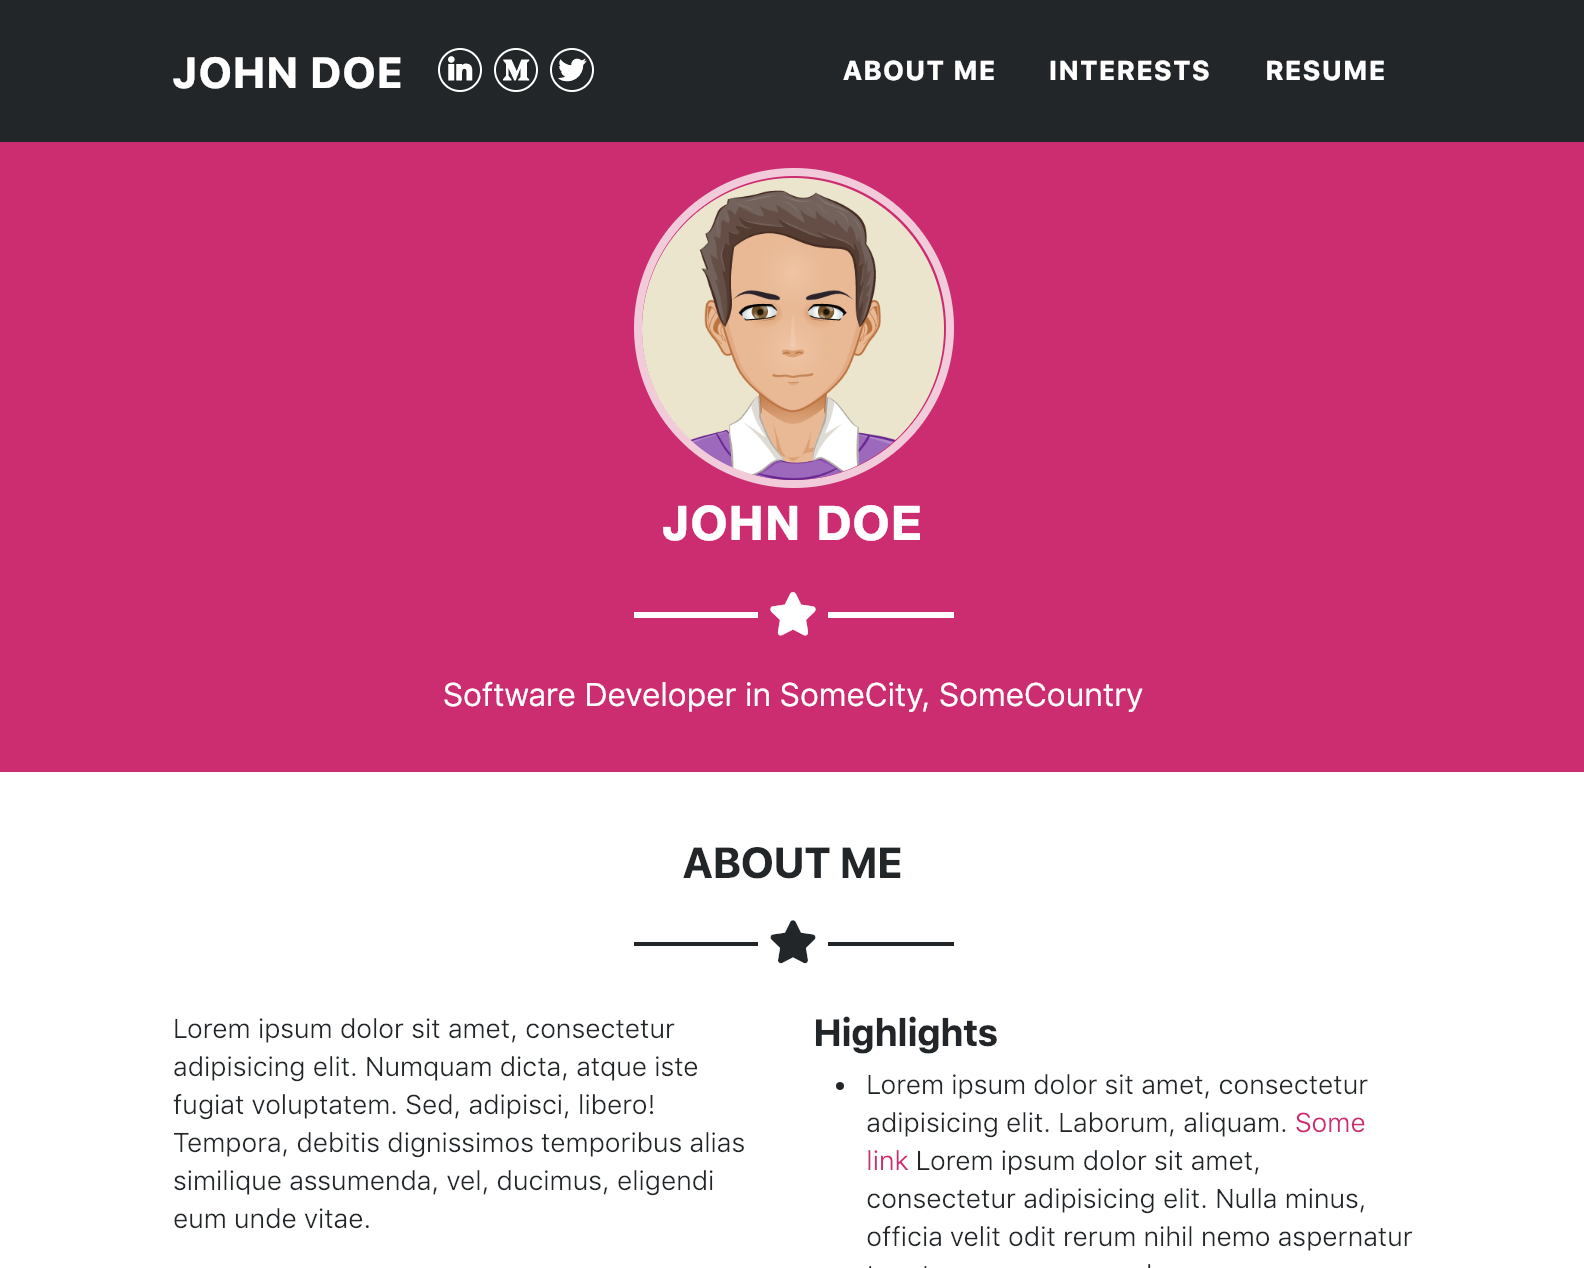 JOHN DOE
in
M
ABOUT ME
INTERESTS
RESUME
JOHN DOE
Software Developer in SomeCity, SomeCountry
ABOUT ME
Lorem ipsum dolor sit amet, consectetur
adipisicing elit. Numquam dicta, atque iste
fugiat voluptatem. Sed, adipisci, libero!
Tempora, debitis dignissimos temporibus alias
similique assumenda, vel, ducimus, eligendi
eum unde vitae.
Highlights
• Lorem ipsum dolor sit amet, consectetur
adipisicing elit. Laborum, aliquam. Some
link Lorem ipsum dolor sit amet,
consectetur adipisicing elit. Nulla minus,
officia velit odit rerum nihil nemo aspernatur